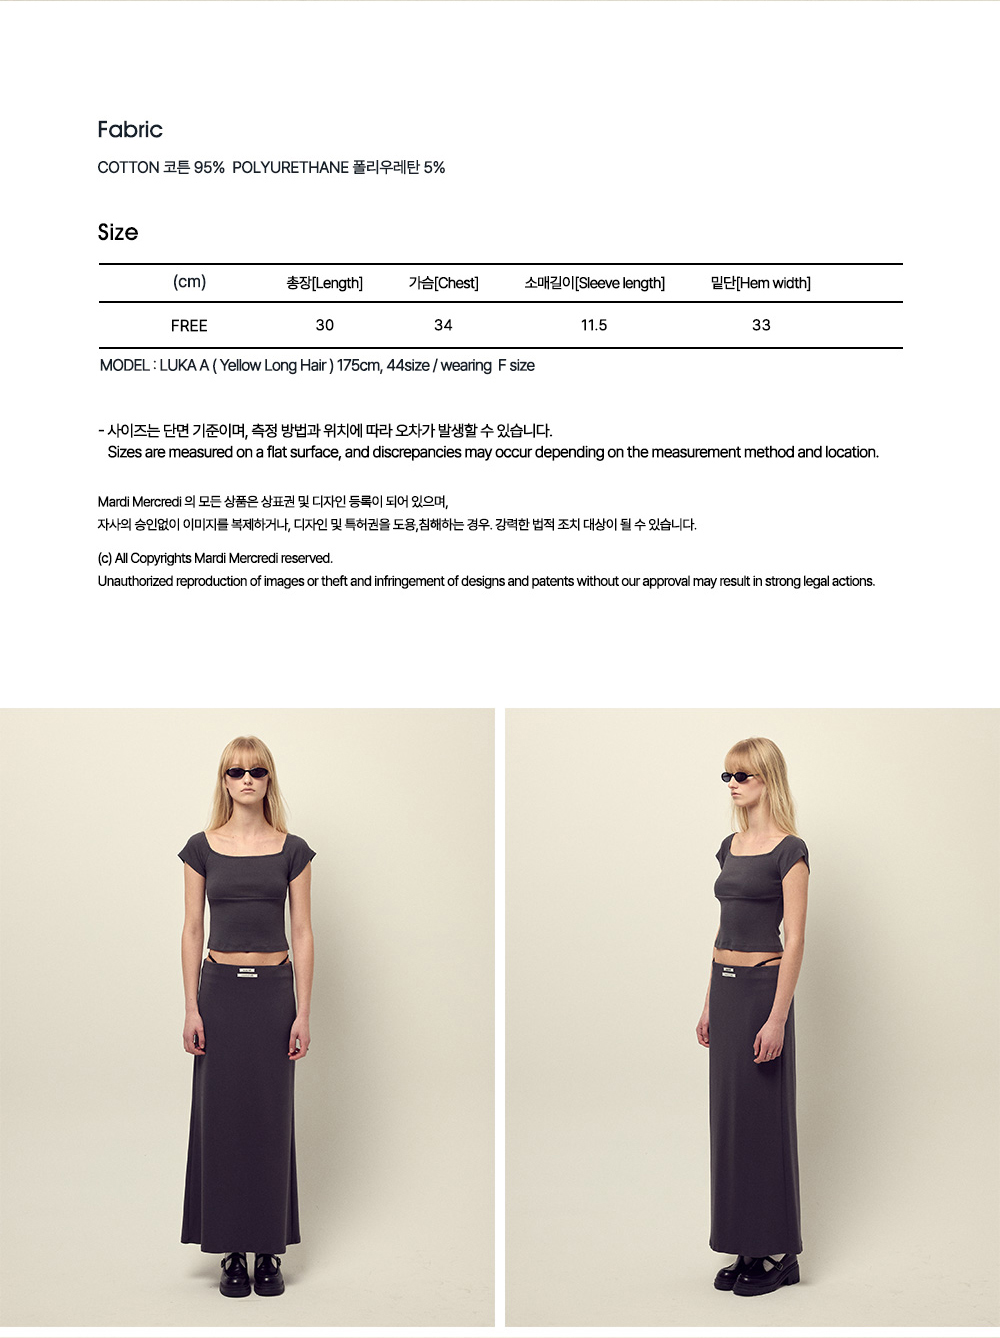 Fabric
COTTON 코튼 95%  POLYURETHANE 폴리우레탄 5%
Size
(cm) 총장[Length] 가슴[Chest] 소매길이[Sleeve length] 밑단[Hem width]
FREE 30 34 11.5 33
MODEL : LUKA A ( Yellow Long Hair ) 175cm, 44size / wearing  F size
- 사이즈는 단면 기준이며, 측정 방법과 위치에 따라 오차가 발생할 수 있습니다.
Sizes are measured on a flat surface, and discrepancies may occur depending on the measurement method and location.
Mardi Mercredi 의 모든 상품은 상표권 및 디자인 등록이 되어 있으며,
자사의 승인없이 이미지를 복제하거나, 디자인 및 특허권을 도용,침해하는 경우. 강력한 법적 조치 대상이 될 수 있습니다.
(c) All Copyrights Mardi Mercredi reserved.
Unauthorized reproduction of images or theft and infringement of designs and patents without our approval may result in strong legal actions.